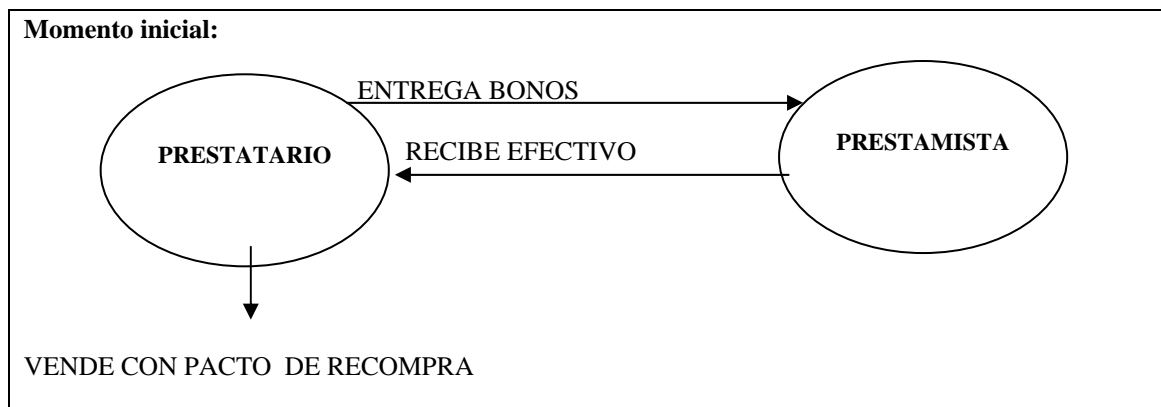 Momento inicial:
ENTREGA BONOS
PRESTATARIO
RECIBE EFECTIVO
PRESTAMISTA
VENDE CON PACTO DE RECOMPRA